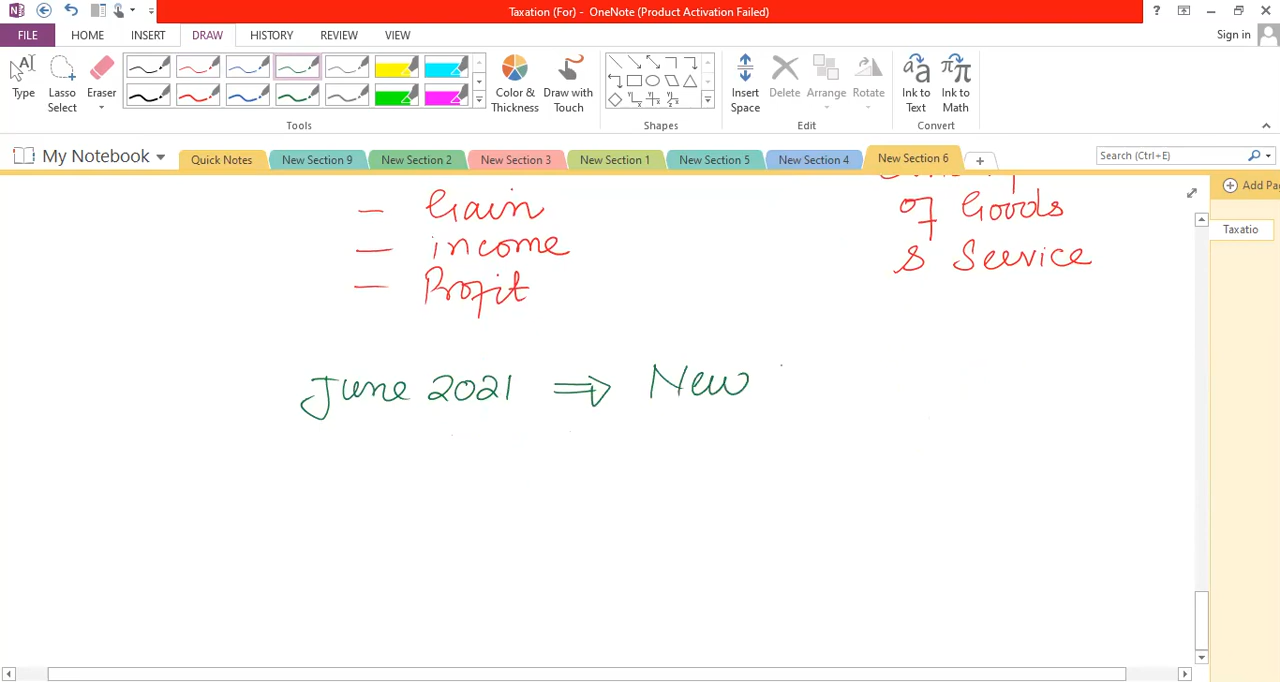 Taxation (For) - OneNote (Product Activation Failed)
?
FILE HOME INSERT DRAW HISTORY REVIEW VIEW
Sign in
Type
Lasso Select
Eraser
Color & Thickness
Draw with Touch
Insert Space
Delete
Arrange
Rotate
Ink to Text
Ink to Math
Tools
Shapes
Edit
Convert
My Notebook
Quick Notes
New Section 9
New Section 2
New Section 3
New Section 1
New Section 5
New Section 4
New Section 6
Search (Ctrl+E)
Add Pa
Taxatio
- Gain
- income
- Profit
of Goods
s Service
June 2021 ⇒ New